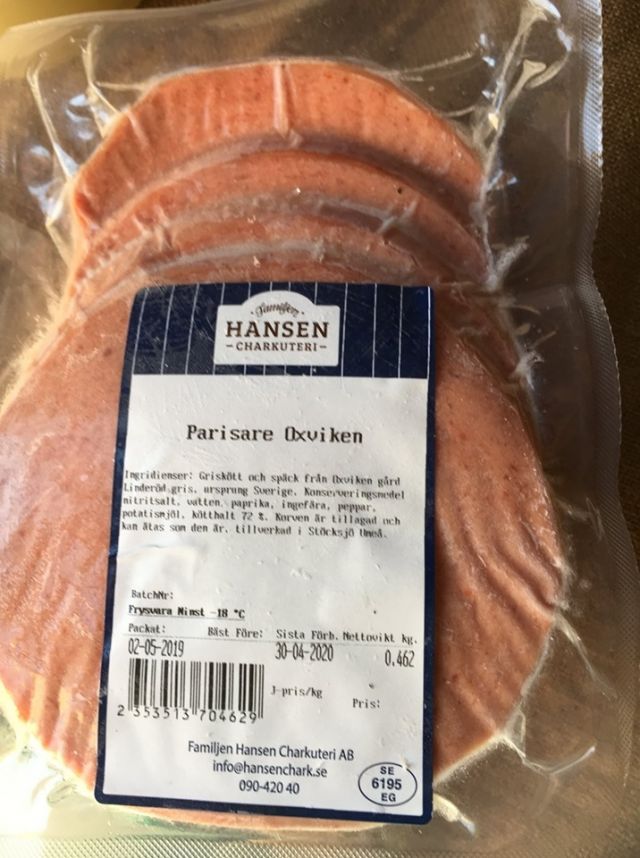 Familjen
HANSEN
- CHARKUTERI -
Parisare Oxviken
Ingridienser: Griskött och späck från Oxviken gård
Linderöd.gris, ursprung Sverige. Konserveringsmedel
nitritsalt, vatten, paprika, ingefära, peppar,
potatismjöl, kötthalt 72 %. Korven är tillagad och
kan ätas som den är. tillverkad i Stöcksjö Umeå.
BatchNr:
Frysvara Minst -18 °C
Packat: Bäst Före: Sista Förb. Nettovikt kg.
02-05-2019 30-04-2020 0,462
J-pris/kg
Pris:
2 353513 704629
Familjen Hansen Charkuteri AB
info@hansenchark.se
090-420 40
SE
6195
EG